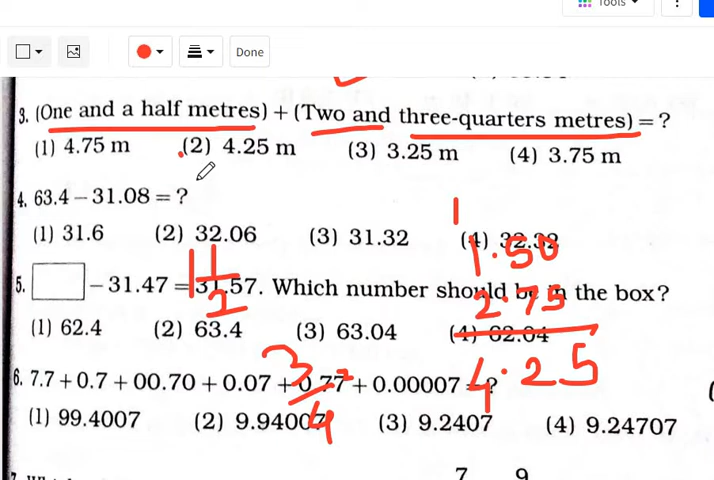 Tools
Done
3. (One and a half metres) + (Two and three-quarters metres) = ?
(1) 4.75 m (2) 4.25 m (3) 3.25 m (4) 3.75 m
4. 63.4 – 31.08 = ?
(1) 31.6 (2) 32.06 (3) 31.32 (4) 32.32
1
1.50
2.75
4.25
5. – 31.47 = 31.57. Which number should be in the box?
1 1/2
(1) 62.4 (2) 63.4 (3) 63.04 (4) 62.04
6. 7.7 + 0.7 + 00.70 + 0.07 + 0.77 + 0.00007 = ?
3/4
(1) 99.4007 (2) 9.94007 (3) 9.2407 (4) 9.24707
7 9